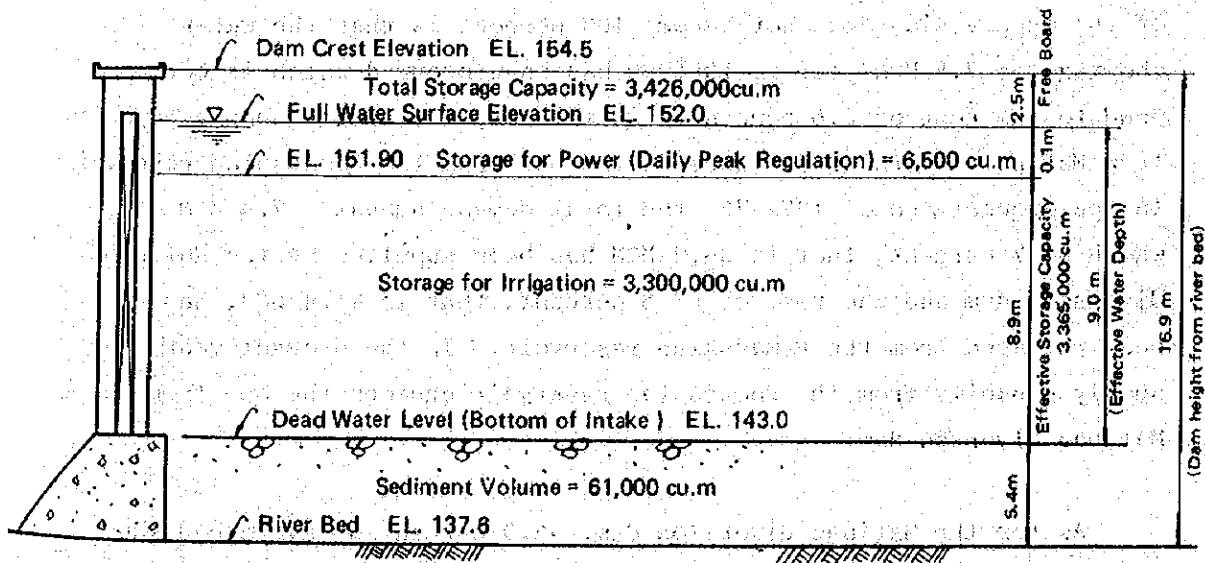 Dam Crest Elevation EL. 154.5
Total Storage Capacity = 3,426,000cu.m
Full Water Surface Elevation EL. 152.0
EL. 151.90 Storage for Power (Daily Peak Regulation) = 6,500 cu.m
Storage for Irrigation = 3,300,000 cu.m
Dead Water Level (Bottom of Intake ) EL. 143.0
Sediment Volume = 61,000 cu.m
River Bed EL. 137.6
2.5m
Free Board
0.1m
8.9m
5.4m
Effective Storage Capacity
3,365,000cu.m
9.0 m
(Effective Water Depth)
16.9 m
(Dam height from river bed)